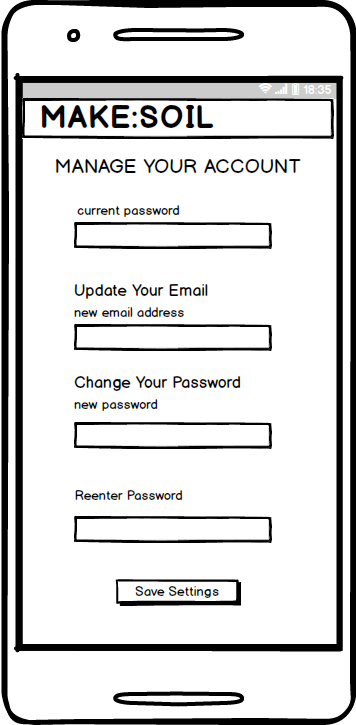 18:35
MAKE:SOIL
MANAGE YOUR ACCOUNT
current password
Update Your Email
new email address
Change Your Password
new password
Reenter Password
Save Settings